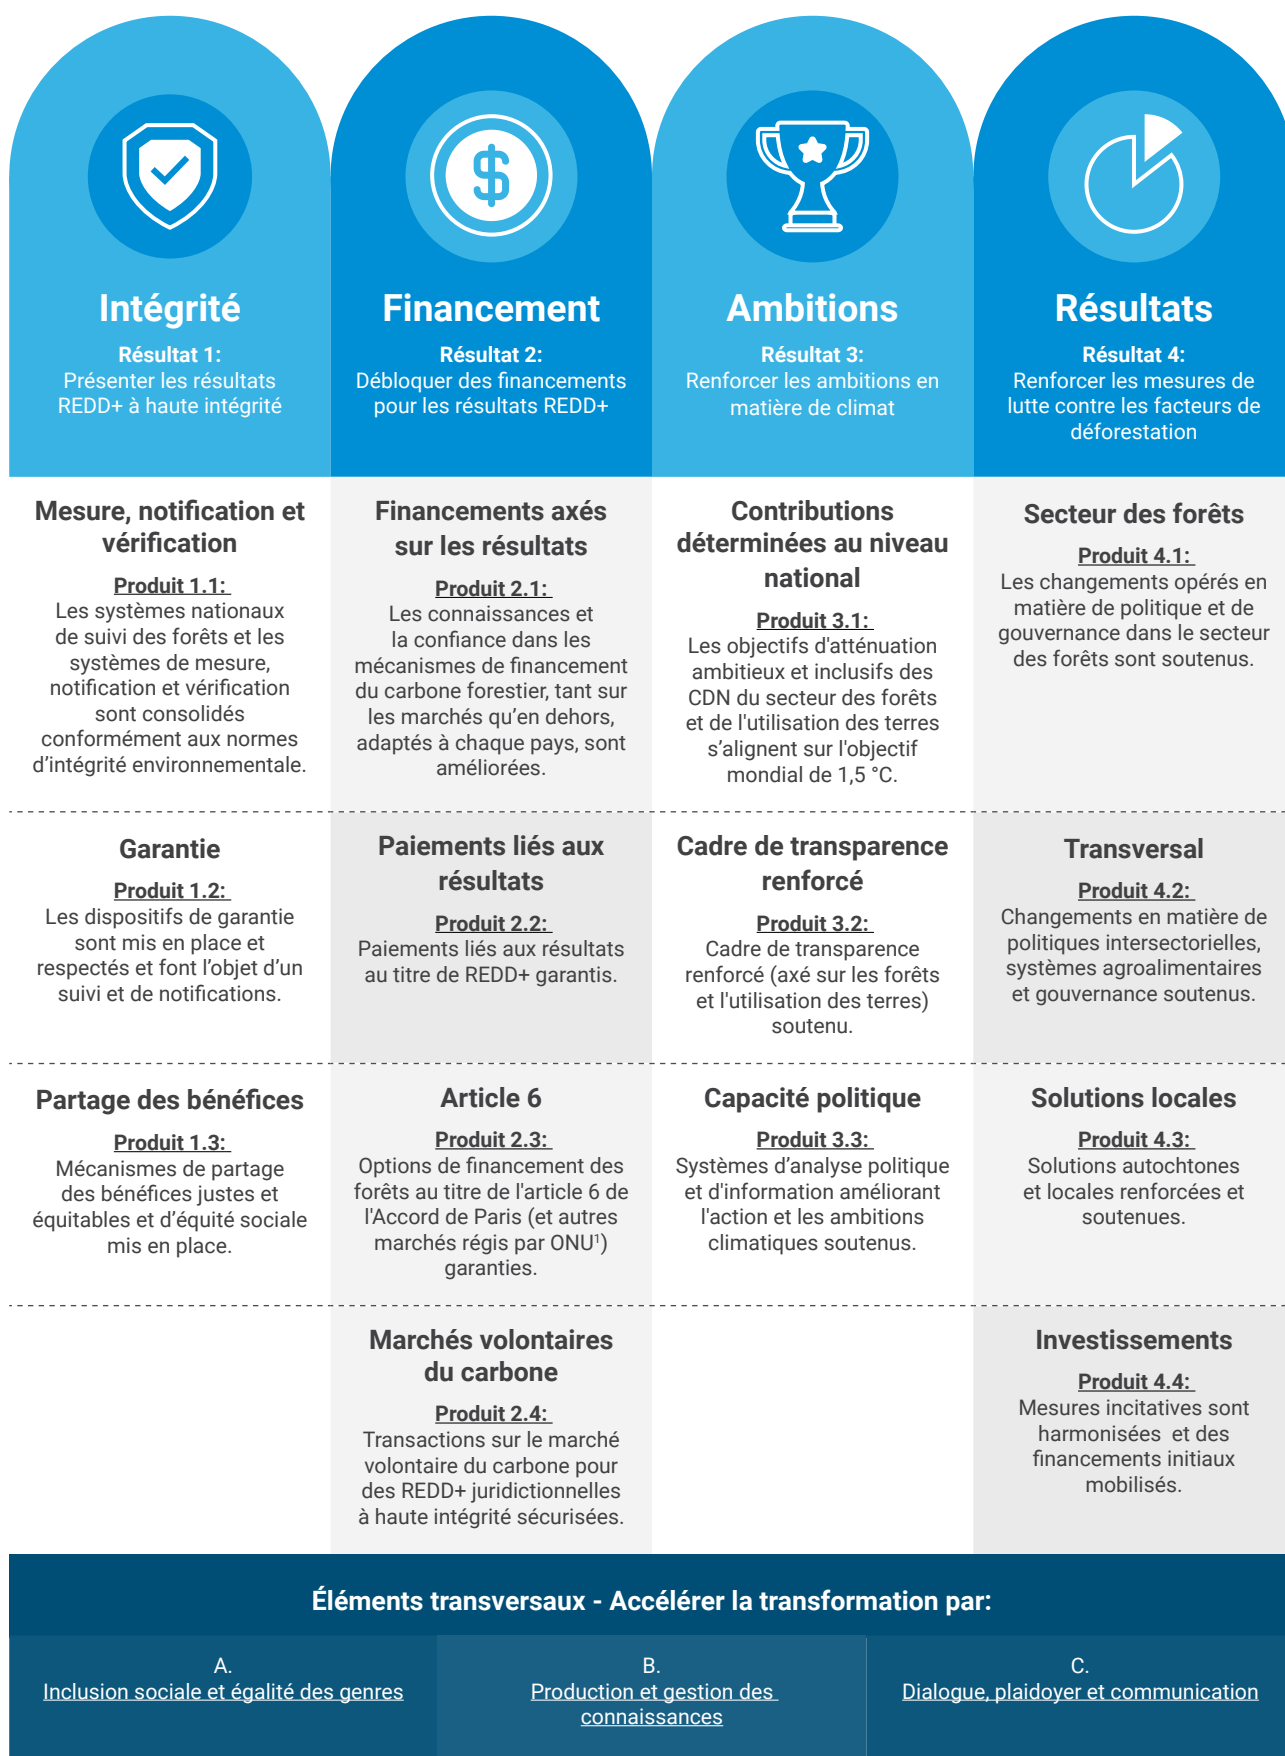 Intégrité
Résultat 1:
Présenter les résultats
REDD+ à haute intégrité
Financement
Résultat 2:
Débloquer des financements
pour les résultats REDD+
Ambitions
Résultat 3:
Renforcer les ambitions en
matière de climat
Résultats
Résultat 4:
Renforcer les mesures de
lutte contre les facteurs de
déforestation
Mesure, notification et
vérification
Produit 1.1:
Les systèmes nationaux
de suivi des forêts et les
systèmes de mesure,
notification et vérification
sont consolidés
conformément aux normes
d’intégrité environnementale.
Financements axés
sur les résultats
Produit 2.1:
Les connaissances et
la confiance dans les
mécanismes de financement
du carbone forestier, tant sur
les marchés qu’en dehors,
adaptés à chaque pays, sont
améliorées.
Contributions
déterminées au niveau
national
Produit 3.1:
Les objectifs d'atténuation
ambitieux et inclusifs des
CDN du secteur des forêts
et de l'utilisation des terres
s’alignent sur l'objectif
mondial de 1,5 °C.
Secteur des forêts
Produit 4.1:
Les changements opérés en
matière de politique et de
gouvernance dans le secteur
des forêts sont soutenus.
Garantie
Produit 1.2:
Les dispositifs de garantie
sont mis en place et
respectés et font l’objet d’un
suivi et de notifications.
Paiements liés aux
résultats
Produit 2.2:
Paiements liés aux résultats
au titre de REDD+ garantis.
Cadre de transparence
renforcé
Produit 3.2:
Cadre de transparence
renforcé (axé sur les forêts
et l'utilisation des terres)
soutenu.
Transversal
Produit 4.2:
Changements en matière de
politiques intersectorielles,
systèmes agroalimentaires
et gouvernance soutenus.
Partage des bénéfices
Produit 1.3:
Mécanismes de partage
des bénéfices justes et
équitables et d’équité sociale
mis en place.
Article 6
Produit 2.3:
Options de financement des
forêts au titre de l'article 6 de
l'Accord de Paris (et autres
marchés régis par ONU¹)
garanties.
Capacité politique
Produit 3.3:
Systèmes d’analyse politique
et d'information améliorant
l'action et les ambitions
climatiques soutenus.
Solutions locales
Produit 4.3:
Solutions autochtones
et locales renforcées et
soutenues.
Marchés volontaires
du carbone
Produit 2.4:
Transactions sur le marché
volontaire du carbone pour
des REDD+ juridictionnelles
à haute intégrité sécurisées.
Investissements
Produit 4.4:
Mesures incitatives sont
harmonisées et des
financements initiaux
mobilisés.
Éléments transversaux - Accélérer la transformation par:
A.
Inclusion sociale et égalité des genres
B.
Production et gestion des
connaissances
C.
Dialogue, plaidoyer et communication